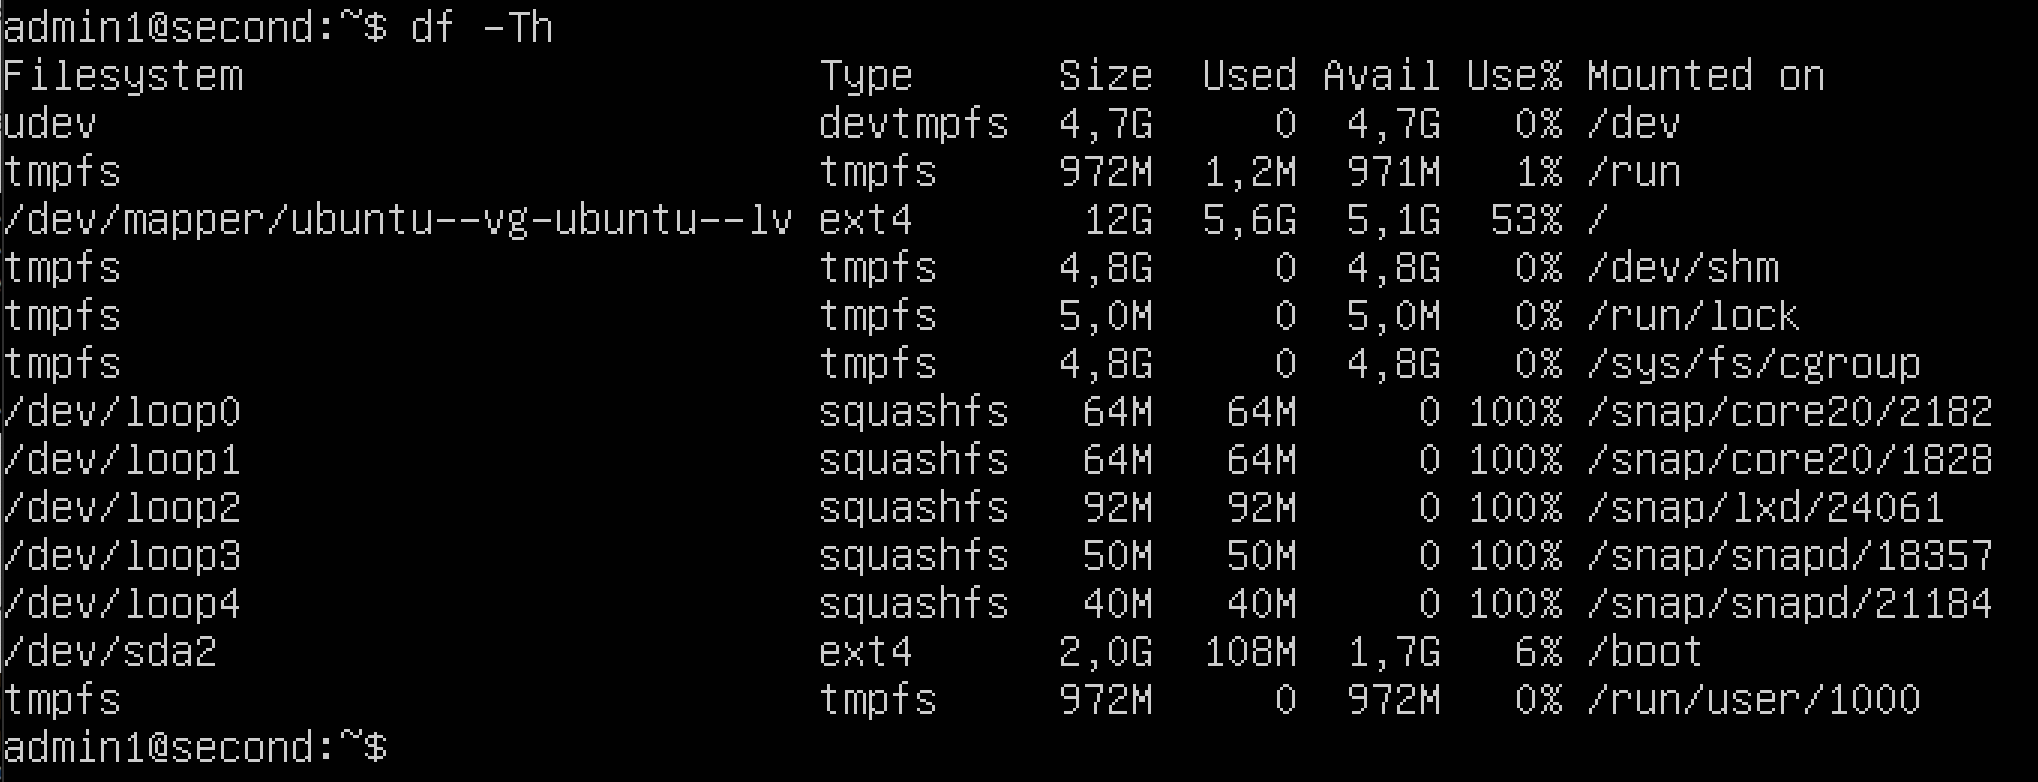 admin1@second:~$ df -Th
Filesystem                        Type      Size  Used Avail Use% Mounted on
udev                              devtmpfs  4,7G     0  4,7G   0% /dev
tmpfs                             tmpfs     972M  1,2M  971M   1% /run
/dev/mapper/ubuntu--vg-ubuntu--lv ext4       12G  5,6G  5,1G  53% /
tmpfs                             tmpfs     4,8G     0  4,8G   0% /dev/shm
tmpfs                             tmpfs     5,0M     0  5,0M   0% /run/lock
tmpfs                             tmpfs     4,8G     0  4,8G   0% /sys/fs/cgroup
/dev/loop0                        squashfs   64M   64M     0 100% /snap/core20/2182
/dev/loop1                        squashfs   64M   64M     0 100% /snap/core20/1828
/dev/loop2                        squashfs   92M   92M     0 100% /snap/lxd/24061
/dev/loop3                        squashfs   50M   50M     0 100% /snap/snapd/18357
/dev/loop4                        squashfs   40M   40M     0 100% /snap/snapd/21184
/dev/sda2                         ext4      2,0G  108M  1,7G   6% /boot
tmpfs                             tmpfs     972M     0  972M   0% /run/user/1000
admin1@second:~$